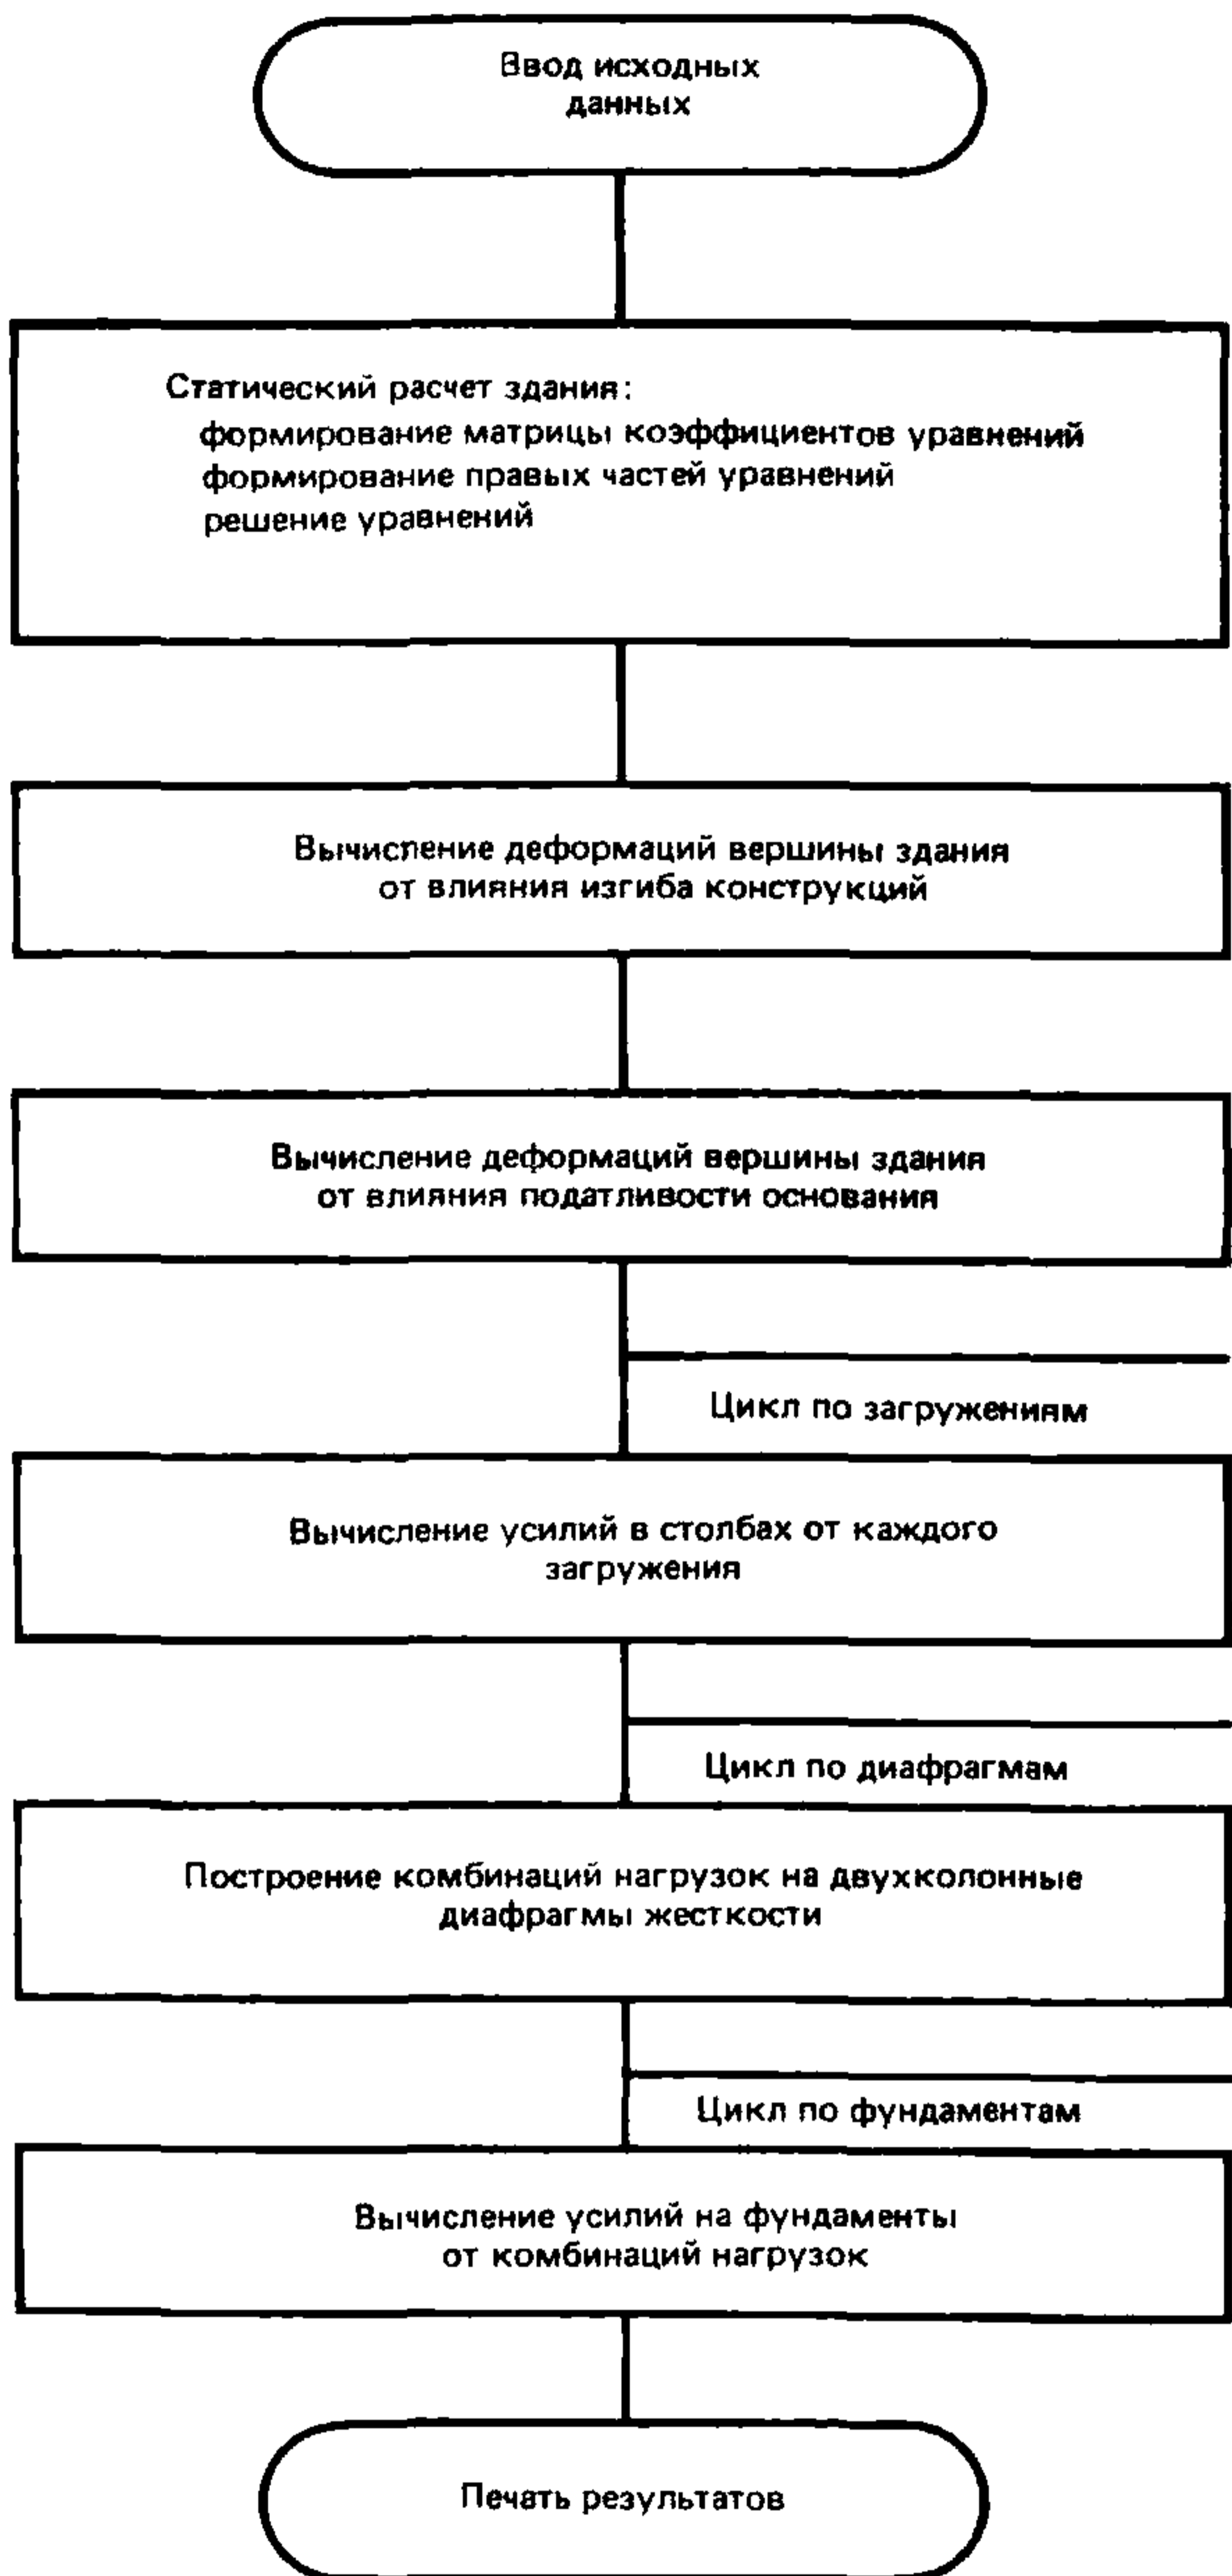 Ввод исходных
данных
Статический расчет здания:
формирование матрицы коэффициентов уравнений
формирование правых частей уравнений
решение уравнений
Вычисление деформаций вершины здания
от влияния изгиба конструкций
Вычисление деформаций вершины здания
от влияния податливости основания
Цикл по загружениям
Вычисление усилий в столбах от каждого
загружения
Цикл по диафрагмам
Построение комбинаций нагрузок на двухколонные
диафрагмы жесткости
Цикл по фундаментам
Вычисление усилий на фундаменты
от комбинаций нагрузок
Печать результатов